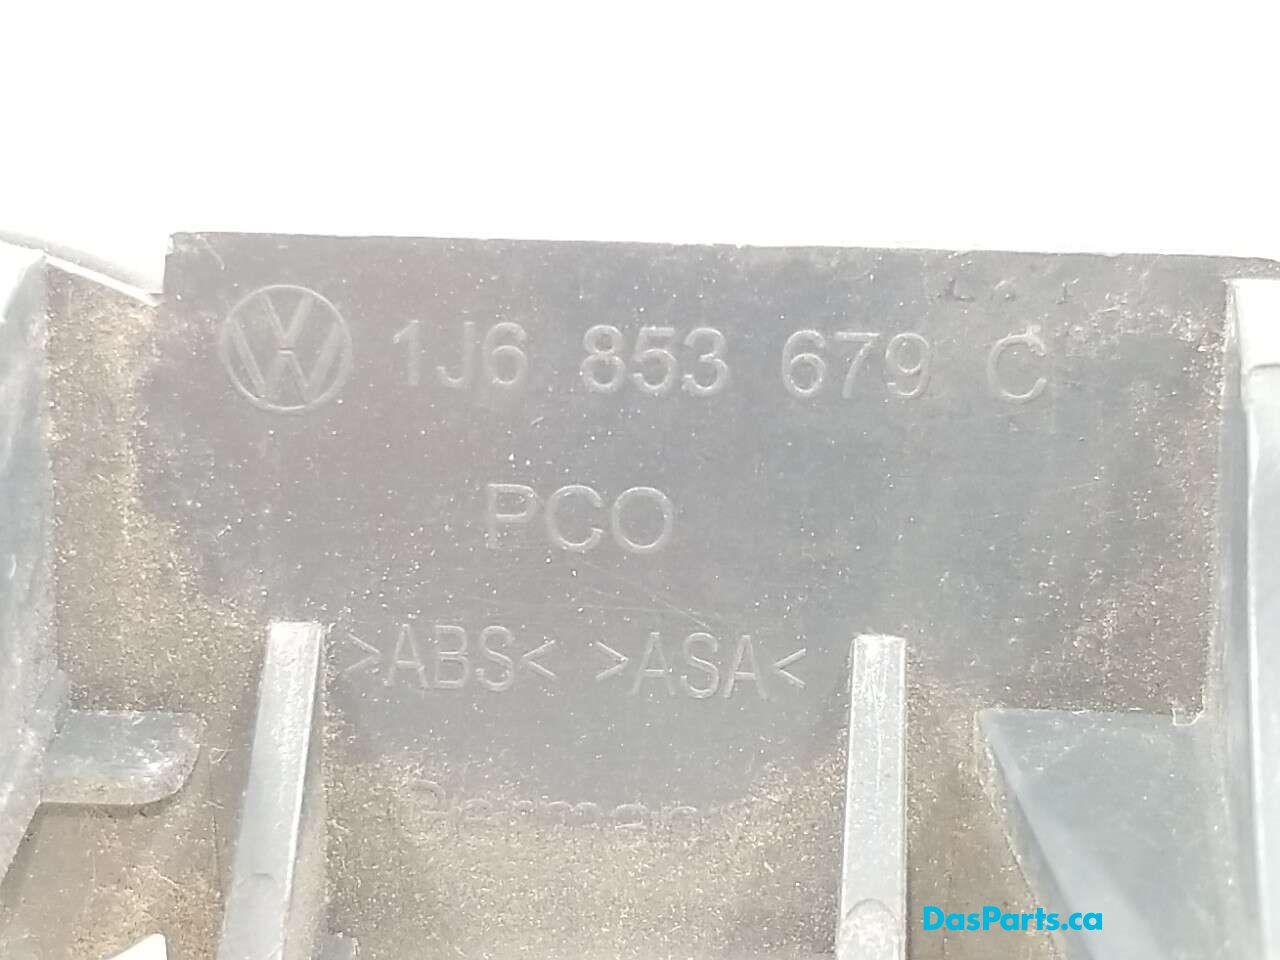 1J6 853 679 C
PCO
>ABS< >ASA<
DasParts.ca